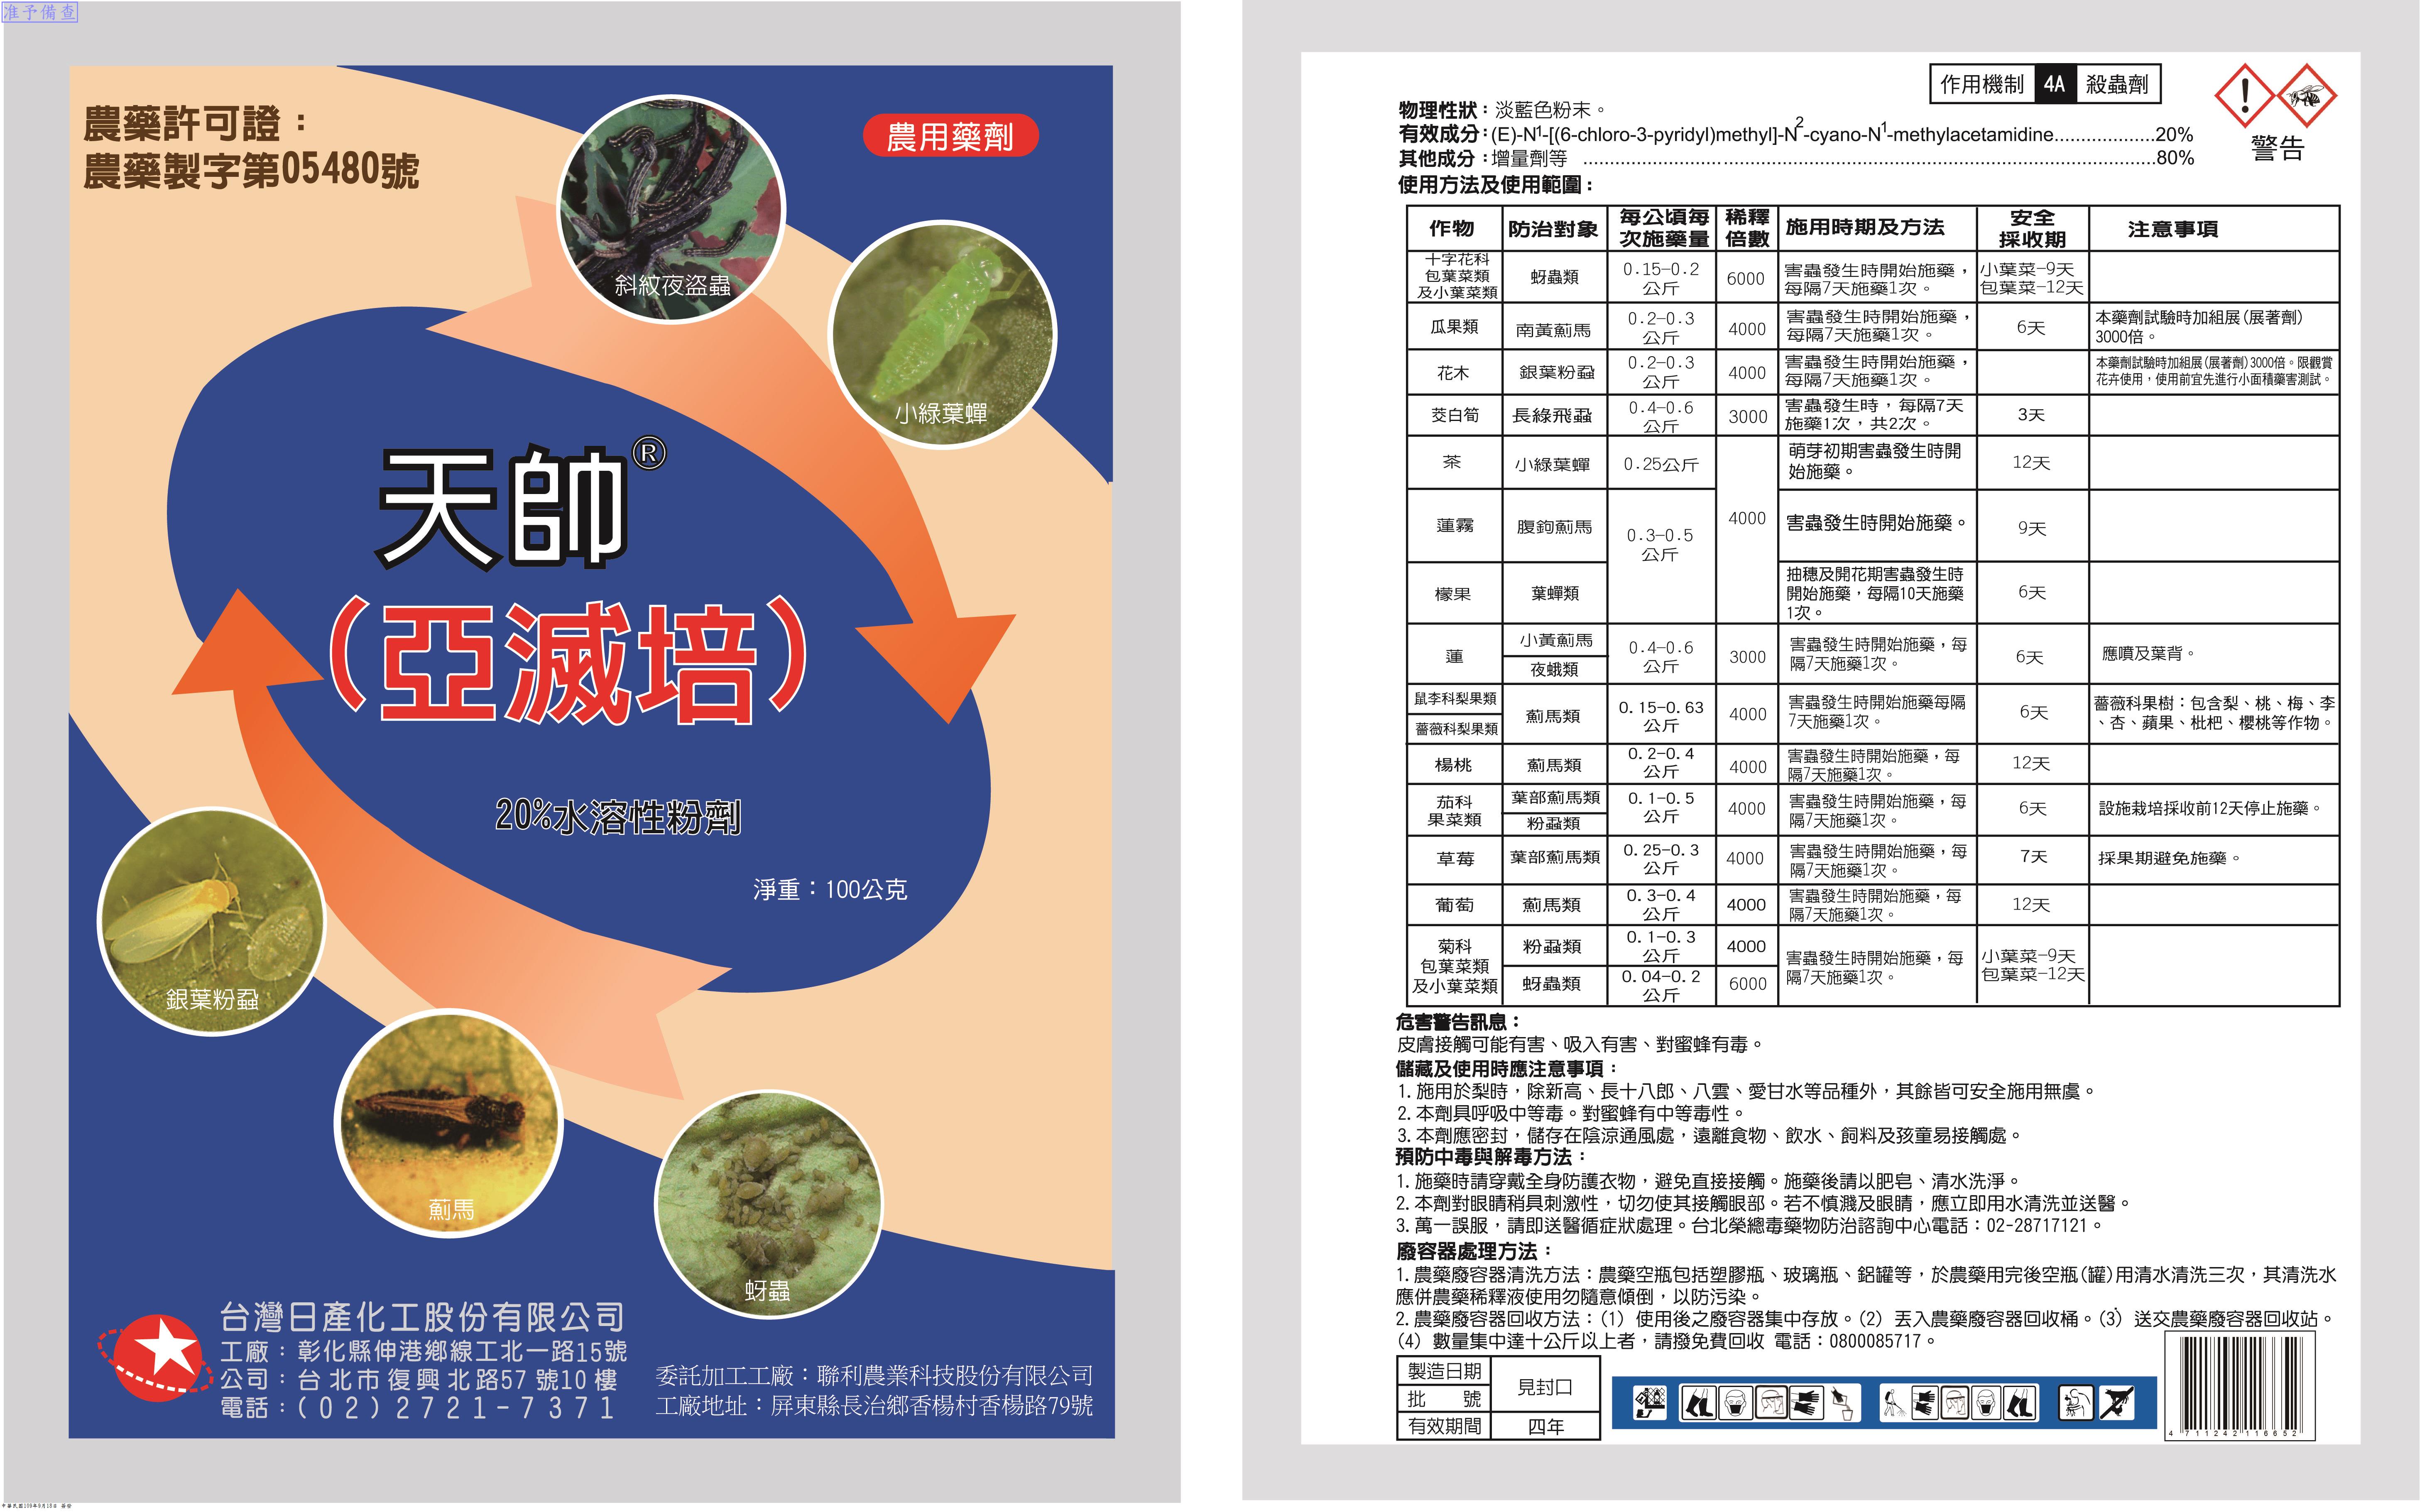 准予備查
農藥許可證：
農藥製字第05480號
農用藥劑
斜紋夜盜蟲
小綠葉蟬
天帥®
（亞滅培）
20%水溶性粉劑
淨重：100公克
銀葉粉蝨
薊馬
蚜蟲
台灣日產化工股份有限公司
工廠：彰化縣伸港鄉線工北一路15號
公司：台北市復興北路57號10樓
電話：(02)2721-7371
委託加工工廠：聯利農業科技股份有限公司
工廠地址：屏東縣長治鄉香楊村香楊路79號
中華民國109年9月18日
作用機制 4A 殺蟲劑
警告
物理性狀：淡藍色粉末。
有效成分：(E)-N¹-[(6-chloro-3-pyridyl)methyl]-N²-cyano-N¹-methylacetamidine..................20%
其他成分：增量劑等 ....................................................................................................80%
使用方法及使用範圍：
作物 防治對象 每公頃每次施藥量 稀釋倍數 施用時期及方法 安全採收期 注意事項
十字花科包葉菜類及小葉菜類 蚜蟲類 0.15-0.2公斤 6000 害蟲發生時開始施藥，每隔7天施藥1次。 小葉菜-9天 包葉菜-12天
瓜果類 南黃薊馬 0.2-0.3公斤 4000 害蟲發生時開始施藥，每隔7天施藥1次。 6天 本藥劑試驗時加組展(展著劑)3000倍。
花木 銀葉粉蝨 0.2-0.3公斤 4000 害蟲發生時開始施藥，每隔7天施藥1次。 本藥劑試驗時加組展(展著劑)3000倍。限觀賞花卉使用，使用前宜先進行小面積藥害測試。
茭白筍 長綠飛蝨 0.4-0.6公斤 3000 害蟲發生時，每隔7天施藥1次，共2次。 3天
茶 小綠葉蟬 0.25公斤 4000 萌芽初期害蟲發生時開始施藥。 12天
蓮霧 腹鉤薊馬 0.3-0.5公斤 害蟲發生時開始施藥。 9天
檬果 葉蟬類 抽穗及開花期害蟲發生時開始施藥，每隔10天施藥1次。 6天
蓮 小黃薊馬 夜蛾類 0.4-0.6公斤 3000 害蟲發生時開始施藥，每隔7天施藥1次。 6天 應噴及葉背。
鼠李科梨果類 薔薇科梨果類 薊馬類 0.15-0.63公斤 4000 害蟲發生時開始施藥每隔7天施藥1次。 6天 薔薇科果樹：包含梨、桃、梅、李、杏、蘋果、枇杷、櫻桃等作物。
楊桃 薊馬類 0.2-0.4公斤 4000 害蟲發生時開始施藥，每隔7天施藥1次。 12天
茄科果菜類 葉部薊馬類 粉蝨類 0.1-0.5公斤 4000 害蟲發生時開始施藥，每隔7天施藥1次。 6天 設施栽培採收前12天停止施藥。
草莓 葉部薊馬類 0.25-0.3公斤 4000 害蟲發生時開始施藥，每隔7天施藥1次。 7天 採果期避免施藥。
葡萄 薊馬類 0.3-0.4公斤 4000 害蟲發生時開始施藥，每隔7天施藥1次。 12天
菊科包葉菜類及小葉菜類 粉蝨類 0.1-0.3公斤 4000 害蟲發生時開始施藥，每隔7天施藥1次。 小葉菜-9天 包葉菜-12天
蚜蟲類 0.04-0.2公斤 6000
危害警告訊息：
皮膚接觸可能有害、吸入有害、對蜜蜂有毒。
儲藏及使用時應注意事項：
1.施用於梨時，除新高、長十八郎、八雲、愛甘水等品種外，其餘皆可安全施用無虞。
2.本劑具呼吸中等毒。對蜜蜂有中等毒性。
3.本劑應密封，儲存在陰涼通風處，遠離食物、飲水、飼料及孩童易接觸處。
預防中毒與解毒方法：
1.施藥時請穿戴全身防護衣物，避免直接接觸。施藥後請以肥皂、清水洗淨。
2.本劑對眼睛稍具刺激性，切勿使其接觸眼部。若不慎濺及眼睛，應立即用水清洗並送醫。
3.萬一誤服，請即送醫循症狀處理。台北榮總毒藥物防治諮詢中心電話：02-28717121。
廢容器處理方法：
1.農藥廢容器清洗方法：農藥空瓶包括塑膠瓶、玻璃瓶、鋁罐等，於農藥用完後空瓶(罐)用清水清洗三次，其清洗水
應併農藥稀釋液使用勿隨意傾倒，以防污染。
2.農藥廢容器回收方法：(1) 使用後之廢容器集中存放。(2) 丟入農藥廢容器回收桶。(3) 送交農藥廢容器回收站。
(4) 數量集中達十公斤以上者，請撥免費回收 電話：0800085717。
製造日期 見封口
批 號
有效期間 四年
4 711242 116652